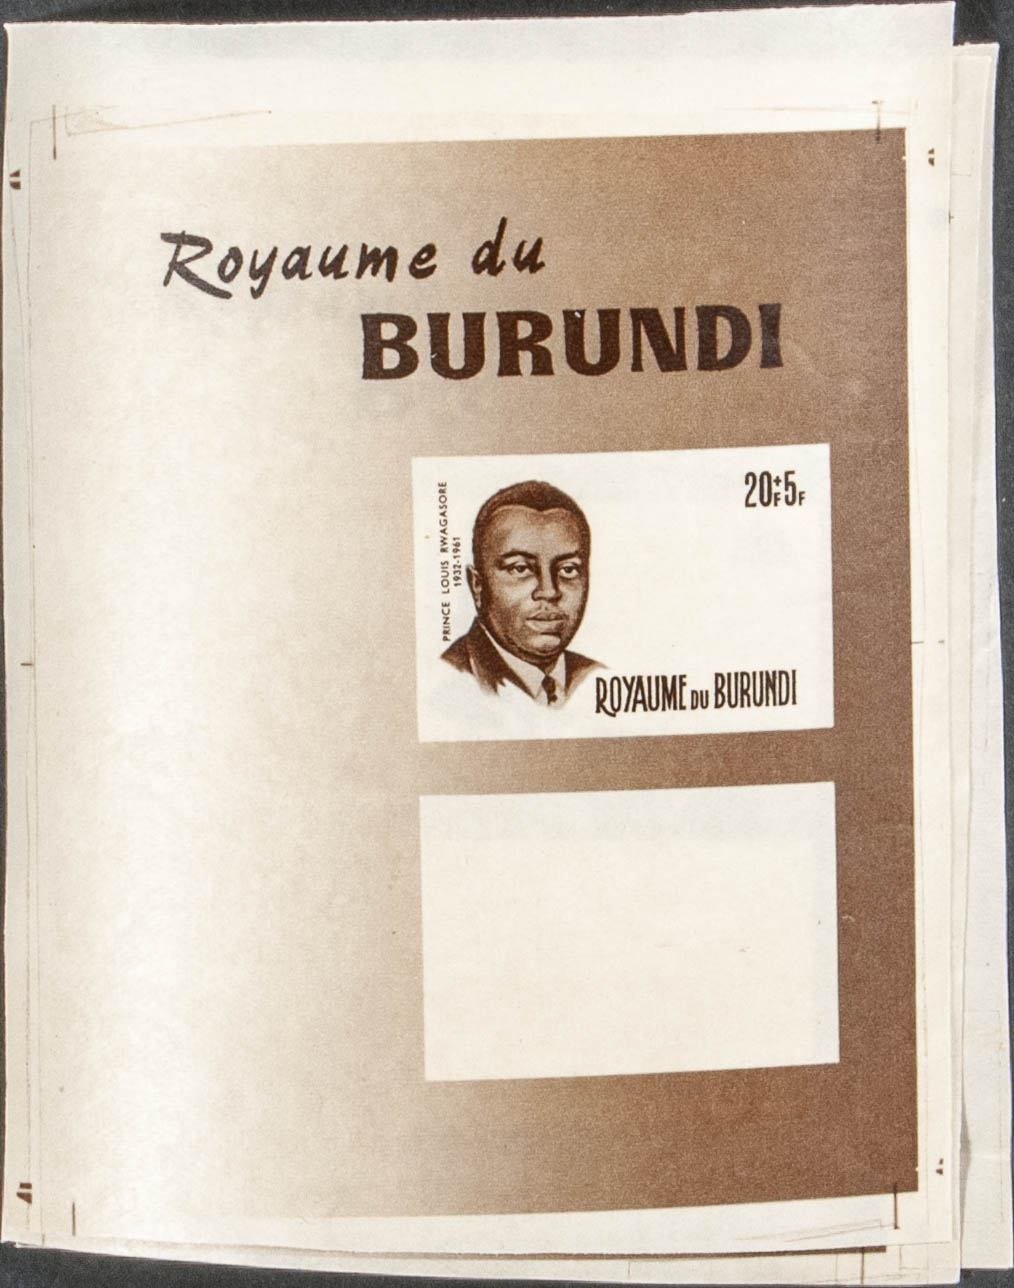 Royaume du
BURUNDI
PRINCE LOUIS RWAGASORE
1932-1961
20F+5F
ROYAUME DU BURUNDI